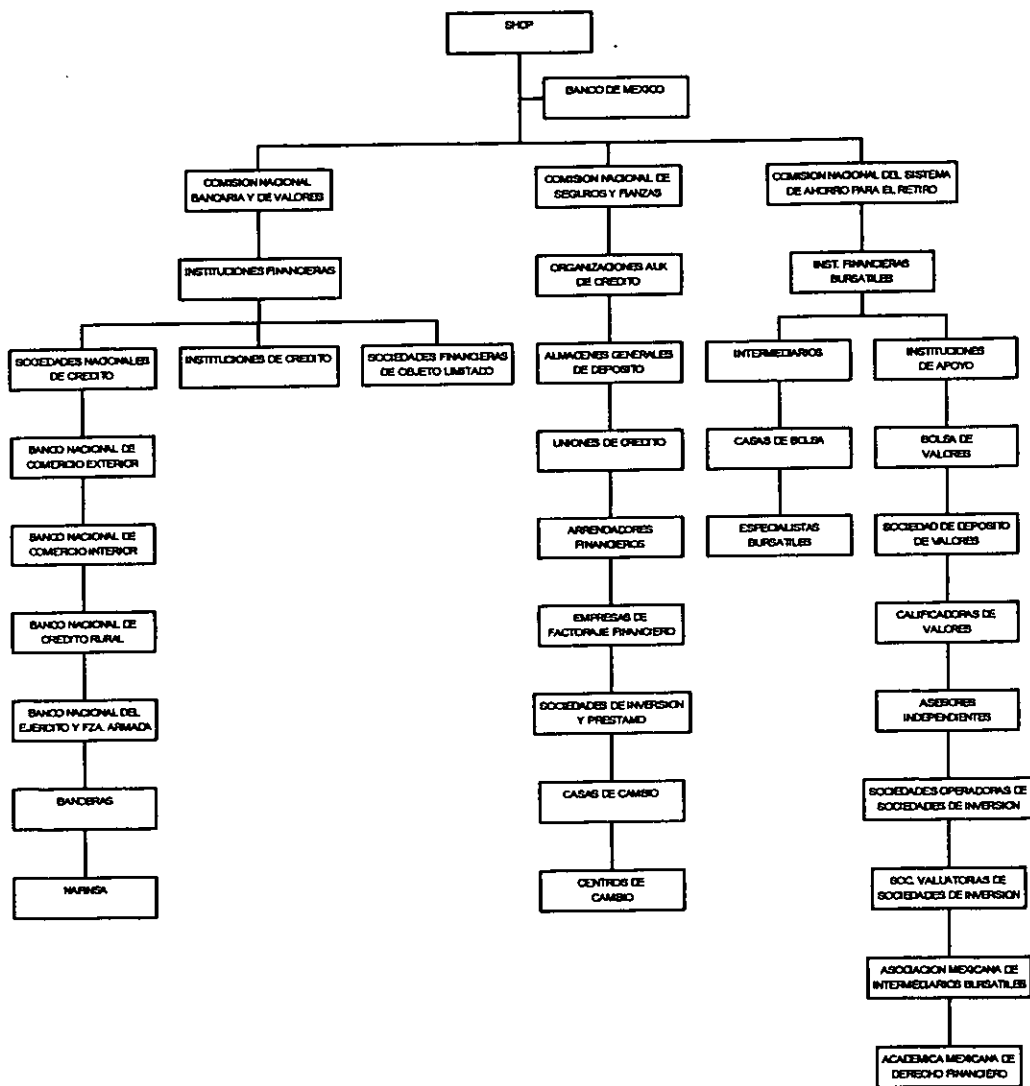 SHCP
BANCO DE MEXICO
COMISION NACIONAL
BANCARIA Y DE VALORES
COMISION NACIONAL DE
SEGUROS Y FIANZAS
COMISION NACIONAL DEL SISTEMA
DE AHORRO PARA EL RETIRO
INSTITUCIONES FINANCIERAS
ORGANIZACIONES AUX
DE CREDITO
INST. FINANCIERAS
BURSATILES
SOCIEDADES NACIONALES
DE CREDITO
INSTITUCIONES DE CREDITO
SOCIEDADES FINANCIERAS
DE OBJETO LIMITADO
ALMACENES GENERALES
DE DEPOSITO
INTERMEDIARIOS
INSTITUCIONES
DE APOYO
BANCO NACIONAL DE
COMERCIO EXTERIOR
UNIONES DE CREDITO
CASAS DE BOLSA
BOLSA DE
VALORES
BANCO NACIONAL DE
COMERCIO INTERIOR
ARRENDADORES
FINANCIEROS
ESPECIALISTAS
BURSATILES
SOCIEDAD DE DEPOSITO
DE VALORES
BANCO NACIONAL DE
CREDITO RURAL
EMPRESAS DE
FACTORAJE FINANCIERO
CALIFICADORAS DE
VALORES
BANCO NACIONAL DEL
EJERCITO Y FZA. ARMADA
SOCIEDADES DE INVERSION
Y PRESTAMO
ASESORES
INDEPENDIENTES
BANOBRAS
CASAS DE CAMBIO
SOCIEDADES OPERADORAS DE
SOCIEDADES DE INVERSION
NAFINSA
CENTROS DE
CAMBIO
SOC. VALUATORIAS DE
SOCIEDADES DE INVERSION
ASOCIACION MEXICANA DE
INTERMEDIARIOS BURSATILES
ACADEMICA MEXICANA DE
DERECHO FINANCIERO